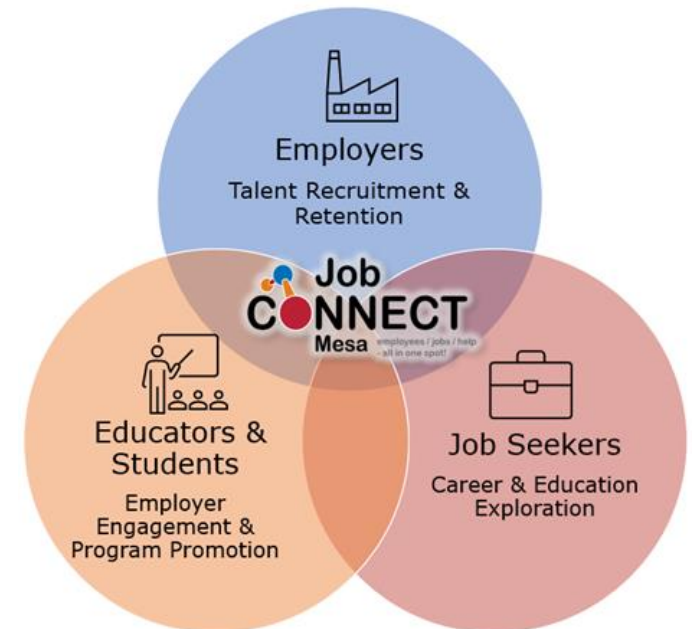 Employers
Talent Recruitment &
Retention
Job
CONNECT
Mesa
employees / jobs / help
- all in one spot!
Educators &
Students
Employer
Engagement &
Program Promotion
Job Seekers
Career & Education
Exploration